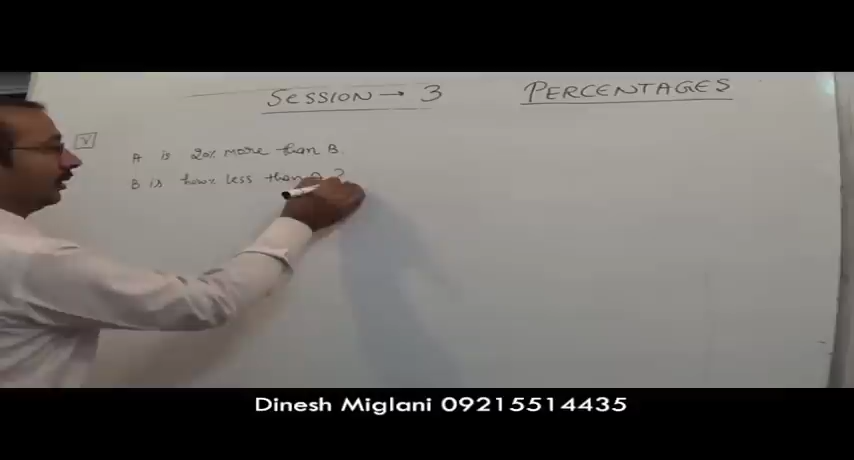 SESSION → 3 PERCENTAGES
V
A is 20% more than B.
B is how% less than ?
Dinesh Miglani 09215514435